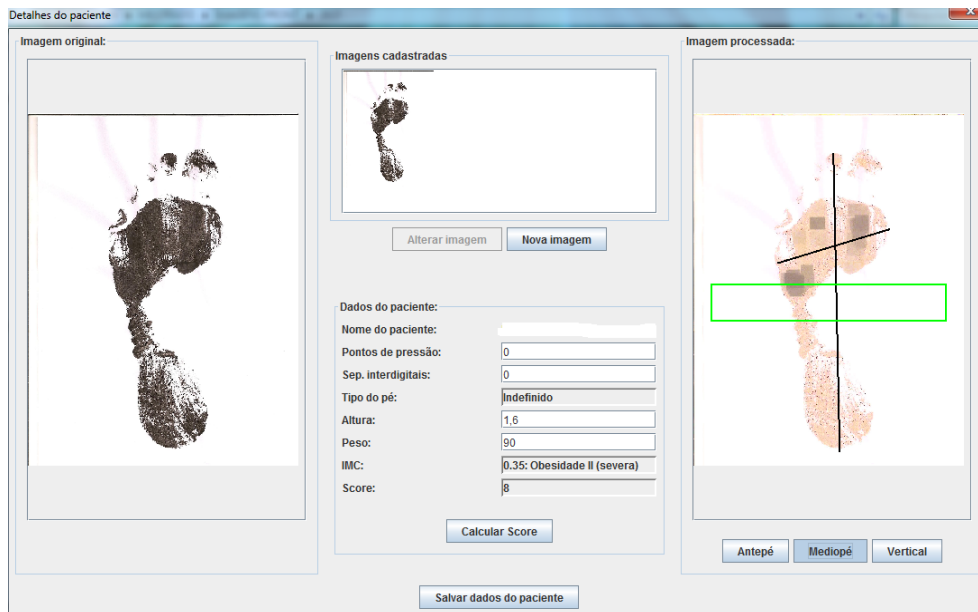 Detalhes do paciente
Imagem original:
Imagens cadastradas
Alterar imagem
Nova imagem
Dados do paciente:
Nome do paciente:
Pontos de pressão: 0
Sep. interdigitais: 0
Tipo do pé: Indefinido
Altura: 1,6
Peso: 90
IMC: 0.35: Obesidade II (severa)
Score: 8
Calcular Score
Salvar dados do paciente
Imagem processada:
Antepé
Mediopé
Vertical